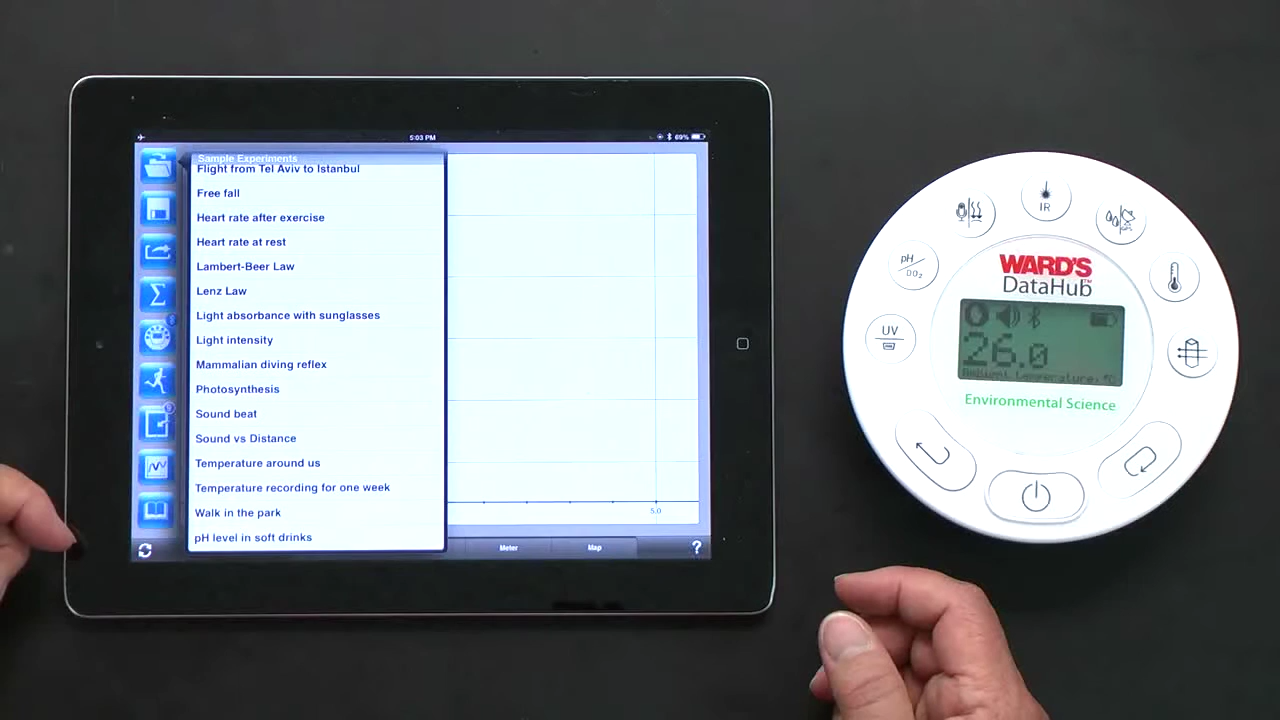 5:03 PM
69%
Sample Experiments
Flight from Tel Aviv to Istanbul
Free fall
Heart rate after exercise
Heart rate at rest
Lambert-Beer Law
Lenz Law
Light absorbance with sunglasses
Light intensity
Mammalian diving reflex
Photosynthesis
Sound beat
Sound vs Distance
Temperature around us
Temperature recording for one week
Walk in the park
pH level in soft drinks
5.0
Meter
Map
?
IR
pH
DO2
UV
WARD'S
DataHub™
26.0
Ambient temperature, °C
Environmental Science